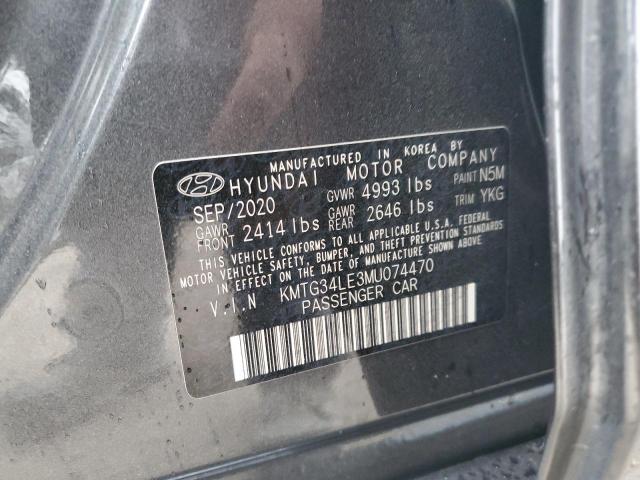 MANUFACTURED IN KOREA BY
HYUNDAI MOTOR COMPANY
SEP/2020 GVWR 4993 lbs PAINT N5M
GAWR FRONT 2414 lbs GAWR REAR 2646 lbs TRIM YKG
THIS VEHICLE CONFORMS TO ALL APPLICABLE U.S.A. FEDERAL
MOTOR VEHICLE SAFETY, BUMPER, AND THEFT PREVENTION STANDARDS
IN EFFECT ON THE DATE OF MANUFACTURE SHOWN ABOVE.
V.I.N KMTG34LE3MU074470
PASSENGER CAR